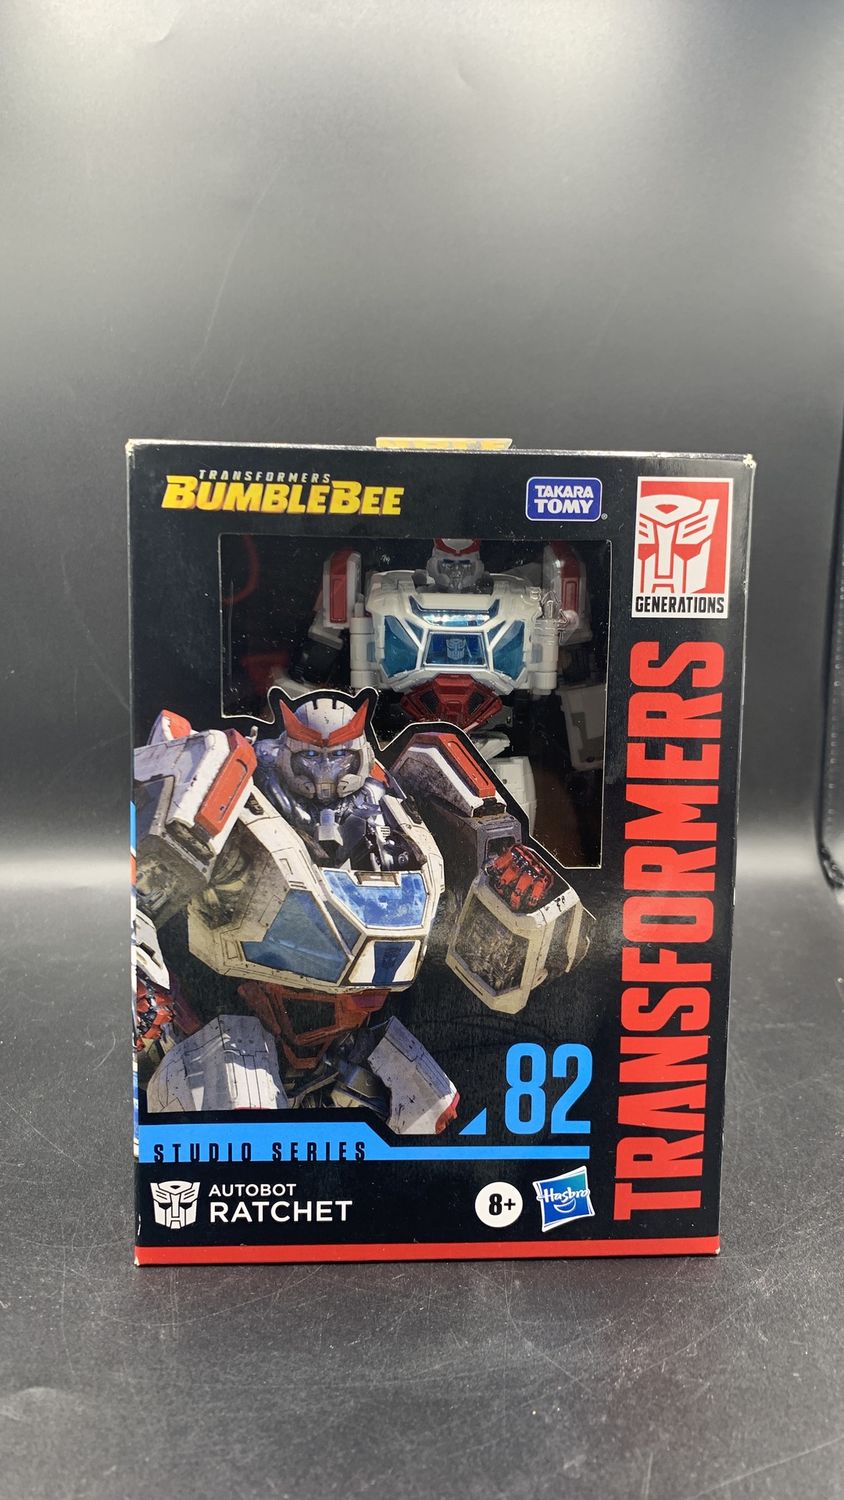 TRANSFORMERS
BUMBLEBEE
TAKARA
TOMY
®
GENERATIONS
TRANSFORMERS
82
STUDIO SERIES
AUTOBOT
RATCHET
8+
Hasbro